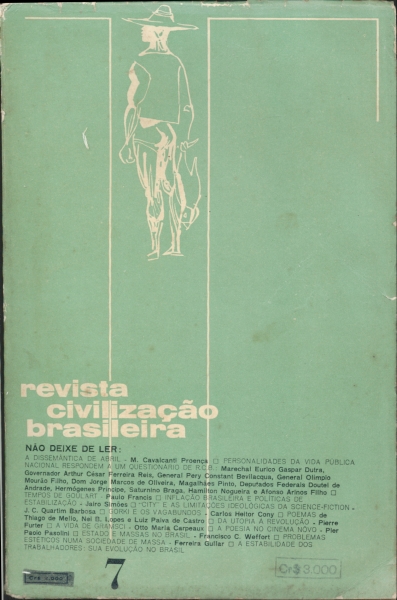 revista
civilização
brasileira
NÃO DEIXE DE LER:
A DISSEMÂNTICA DE ABRIL - M. Cavalcanti Proença □ PERSONALIDADES DA VIDA PÚBLICA
NACIONAL RESPONDEM A UM QUESTIONÁRIO DE R.C.B.: Marechal Eurico Gaspar Dutra,
Governador Arthur César Ferreira Reis, General Pery Constant Bevilacqua, General Olímpio
Mourão Filho, Dom Jorge Marcos de Oliveira, Magalhães Pinto, Deputados Federais Doutel de
Andrade, Hermógenes Príncipe, Saturnino Braga, Hamilton Nogueira e Afonso Arinos Filho □
TEMPOS DE GOULART - Paulo Francis □ INFLAÇÃO BRASILEIRA E POLÍTICAS DE
ESTABILIZAÇÃO - Jairo Simões □ "CITY" E AS LIMITAÇÕES IDEOLÓGICAS DA SCIENCE-FICTION -
J. C. Quartim Barbosa □ GORKI E OS VAGABUNDOS - Carlos Heitor Cony □ POEMAS de
Thiago de Mello, Nei B. Lopes e Luiz Paiva de Castro □ DA UTOPIA À REVOLUÇÃO - Pierre
Furter □ A VIDA DE GRAMSCI - Otto Maria Carpeaux □ A POESIA NO CINEMA NOVO - Pier
Paolo Pasolini □ ESTADO E MASSAS NO BRASIL - Francisco C. Weffort □ PROBLEMAS
ESTÉTICOS NUMA SOCIEDADE DE MASSA - Ferreira Gullar □ A ESTABILIDADE DOS
TRABALHADORES: SUA EVOLUÇÃO NO BRASIL
7
Cr$ 3.000